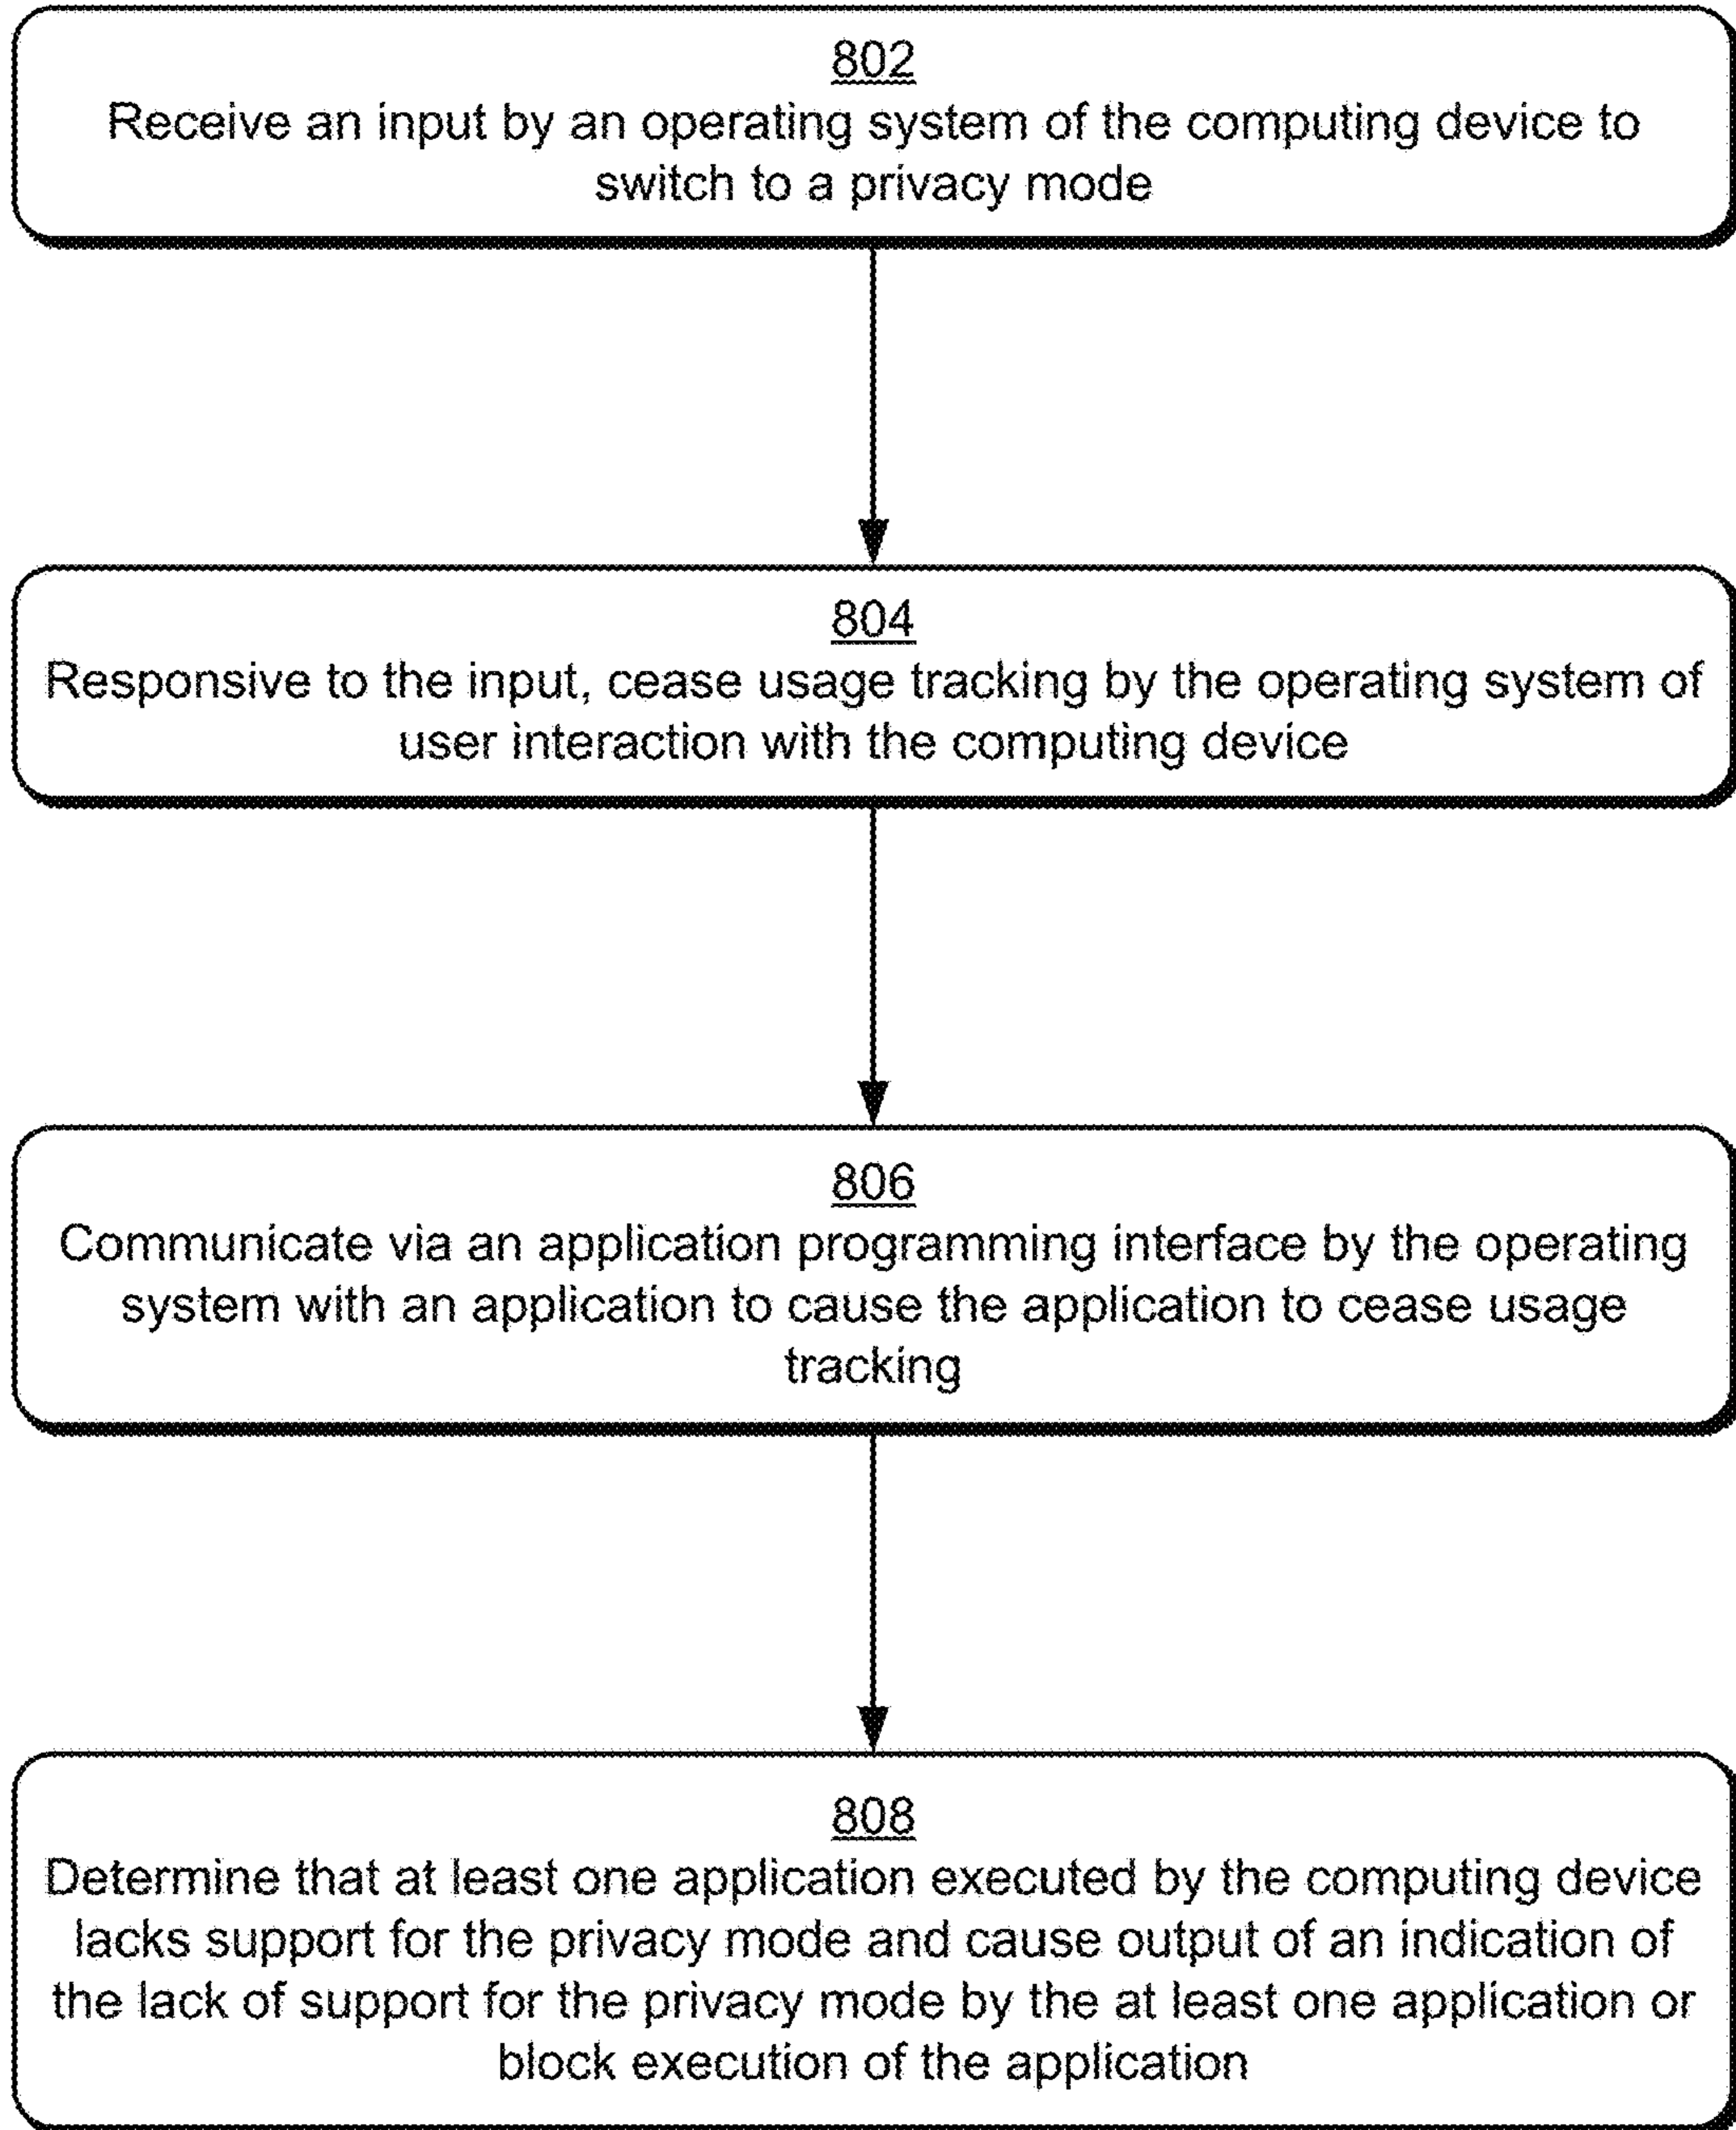 802
Receive an input by an operating system of the computing device to
switch to a privacy mode
804
Responsive to the input, cease usage tracking by the operating system of
user interaction with the computing device
806
Communicate via an application programming interface by the operating
system with an application to cause the application to cease usage
tracking
808
Determine that at least one application executed by the computing device
lacks support for the privacy mode and cause output of an indication of
the lack of support for the privacy mode by the at least one application or
block execution of the application